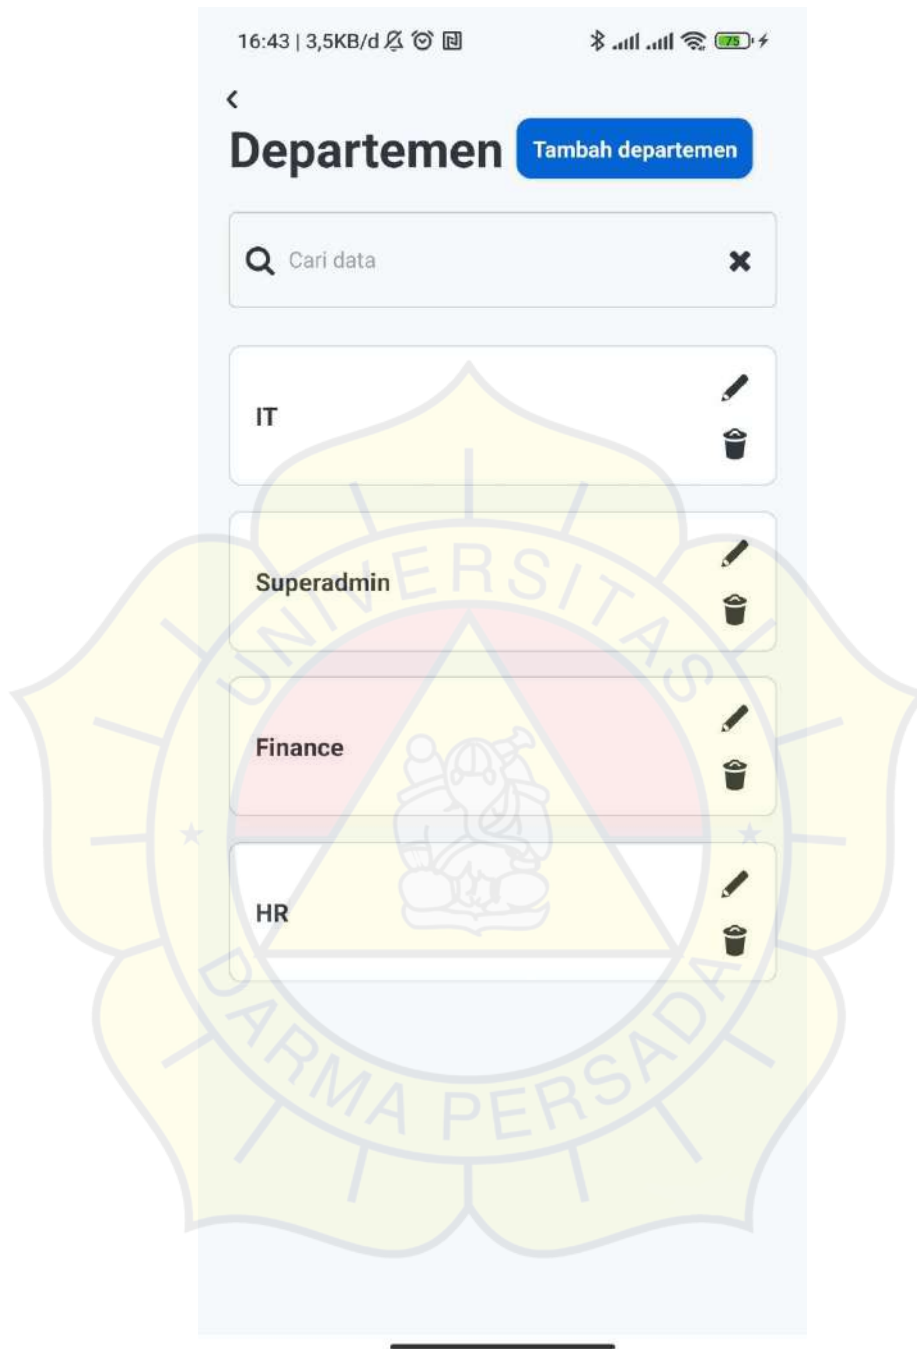 16:43 | 3,5KB/d
75
Departemen
Tambah departemen
Cari data
IT
Superadmin
Finance
HR
UNIVERSITAS
DARMA PERSADA